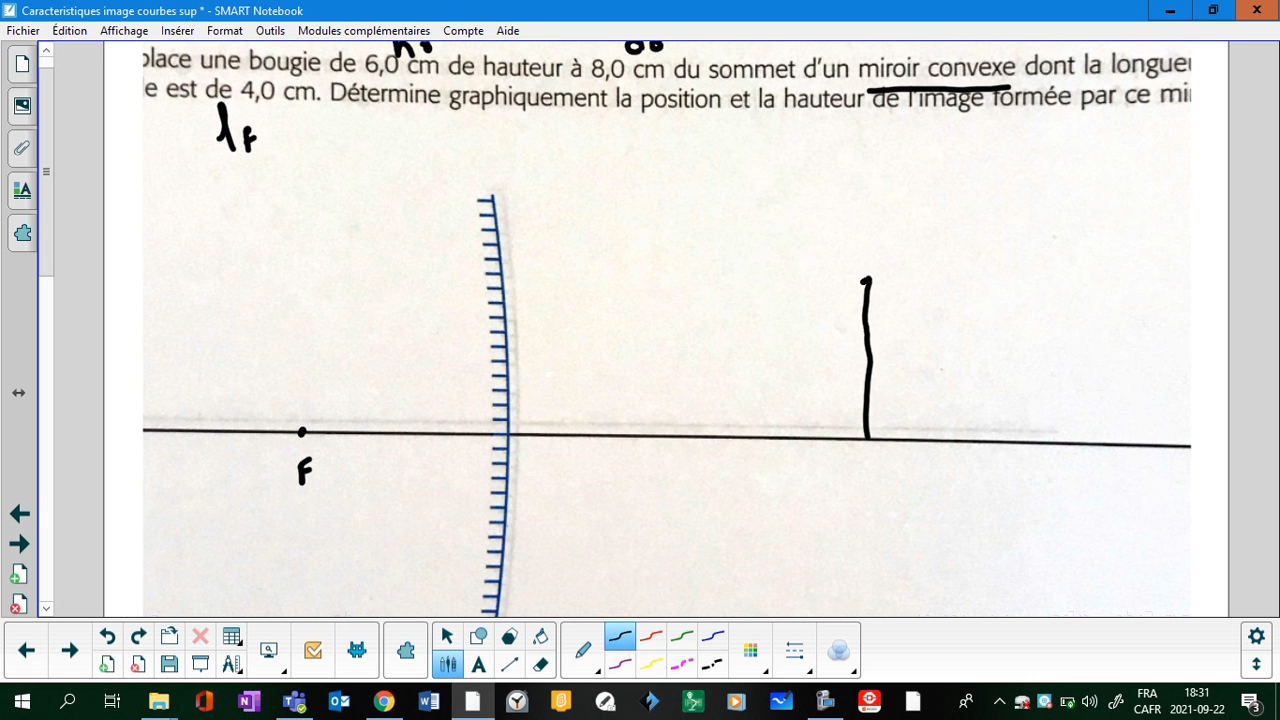 Caracteristiques image courbes sup * - SMART Notebook
Fichier Édition Affichage Insérer Format Outils Modules complémentaires Compte Aide
place une bougie de 6,0 cm de hauteur à 8,0 cm du sommet d'un miroir convexe dont la longueu
e est de 4,0 cm. Détermine graphiquement la position et la hauteur de l'image formée par ce mi
lF
F
FRA
CAFR
18:31
2021-09-22